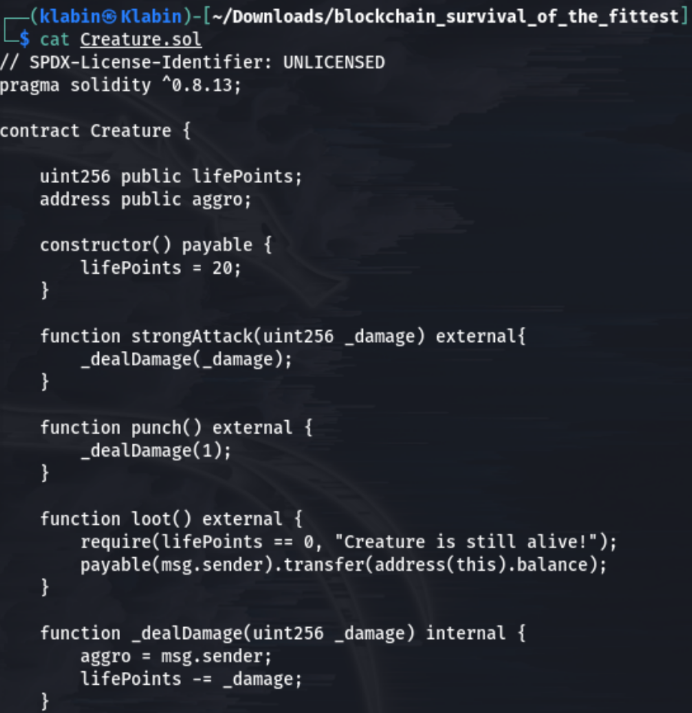 ┌──(klabin㉿Klabin)-[~/Downloads/blockchain_survival_of_the_fittest]
└─$ cat Creature.sol
// SPDX-License-Identifier: UNLICENSED
pragma solidity ^0.8.13;

contract Creature {

    uint256 public lifePoints;
    address public aggro;

    constructor() payable {
        lifePoints = 20;
    }

    function strongAttack(uint256 _damage) external{
        _dealDamage(_damage);
    }

    function punch() external {
        _dealDamage(1);
    }

    function loot() external {
        require(lifePoints == 0, "Creature is still alive!");
        payable(msg.sender).transfer(address(this).balance);
    }

    function _dealDamage(uint256 _damage) internal {
        aggro = msg.sender;
        lifePoints -= _damage;
    }